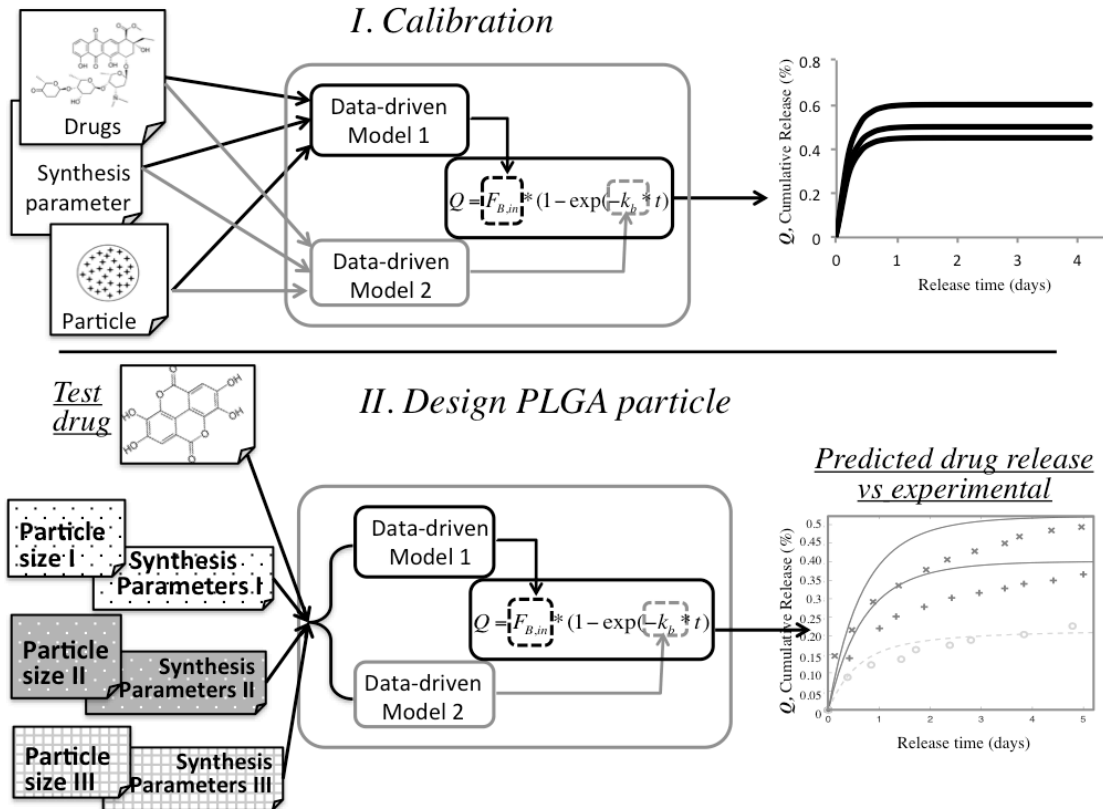 I. Calibration
Drugs
Synthesis
parameter
Particle
Data-driven
Model 1
Q = F_{B,in} * (1 − exp(−k_b * t)
Data-driven
Model 2
Q, Cumulative Release (%)
0.8
0.6
0.4
0.2
0
0 1 2 3 4
Release time (days)
Test
drug
II. Design PLGA particle
Particle
size I
Synthesis
Parameters I
Particle
size II
Synthesis
Parameters II
Particle
size III
Synthesis
Parameters III
Data-driven
Model 1
Q = F_{B,in} * (1 − exp(−k_b * t)
Data-driven
Model 2
Predicted drug release
vs experimental
Q, Cumulative Release (%)
0.5
0.45
0.4
0.35
0.3
0.25
0.2
0.15
0.1
0.05
0
0 1 2 3 4 5
Release time (days)